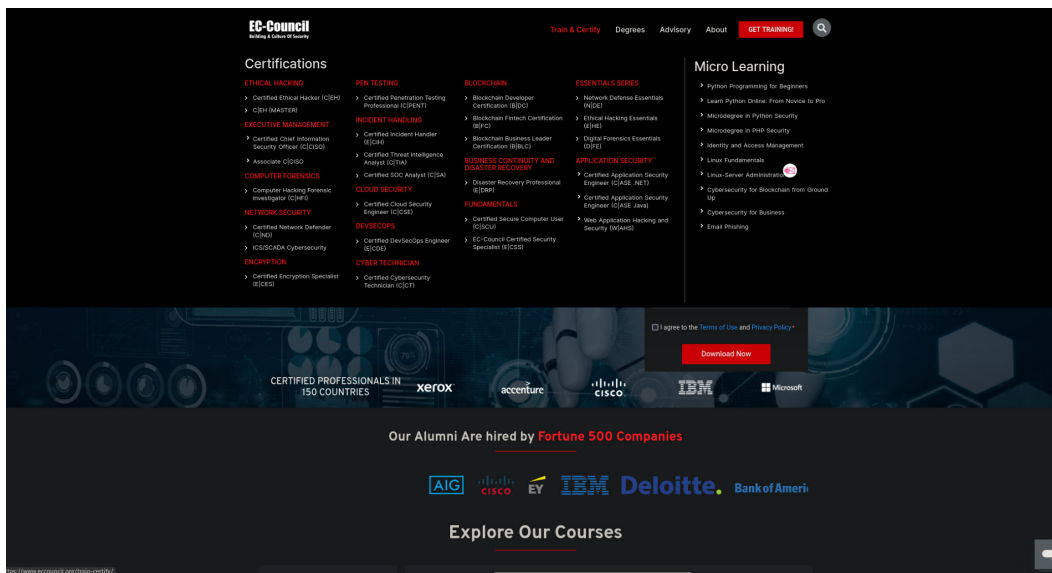 EC-Council
Building A Culture Of Security
Train & Certify
Degrees
Advisory
About
GET TRAINING!
Certifications
ETHICAL HACKING
Certified Ethical Hacker (C|EH)
C|EH (MASTER)
EXECUTIVE MANAGEMENT
Certified Chief Information
Security Officer (C|CISO)
Associate C|CISO
COMPUTER FORENSICS
Computer Hacking Forensic
Investigator (C|HFI)
NETWORK SECURITY
Certified Network Defender
(C|ND)
ICS/SCADA Cybersecurity
ENCRYPTION
Certified Encryption Specialist
(E|CES)
PEN TESTING
Certified Penetration Testing
Professional (C|PENT)
INCIDENT HANDLING
Certified Incident Handler
(E|CIH)
Certified Threat Intelligence
Analyst (C|TIA)
Certified SOC Analyst (C|SA)
CLOUD SECURITY
Certified Cloud Security
Engineer (C|CSE)
DEVSECOPS
Certified DevSecOps Engineer
(E|CDE)
CYBER TECHNICIAN
Certified Cybersecurity
Technician (C|CT)
BLOCKCHAIN
Blockchain Developer
Certification (B|DC)
Blockchain Fintech Certification
(B|FC)
Blockchain Business Leader
Certification (B|BLC)
BUSINESS CONTINUITY AND
DISASTER RECOVERY
Disaster Recovery Professional
(E|DRP)
FUNDAMENTALS
Certified Secure Computer User
(C|SCU)
EC-Council Certified Security
Specialist (E|CSS)
ESSENTIALS SERIES
Network Defense Essentials
(N|DE)
Ethical Hacking Essentials
(E|HE)
Digital Forensics Essentials
(D|FE)
APPLICATION SECURITY
Certified Application Security
Engineer (C|ASE .NET)
Certified Application Security
Engineer (C|ASE Java)
Web Application Hacking and
Security (W|AHS)
Micro Learning
Python Programming for Beginners
Learn Python Online: From Novice to Pro
Microdegree in Python Security
Microdegree in PHP Security
Identity and Access Management
Linux Fundamentals
Linux-Server Administratio
Cybersecurity for Blockchain from Ground
Up
Cybersecurity for Business
Email Phishing
I agree to the Terms of Use and Privacy Policy*
Download Now
CERTIFIED PROFESSIONALS IN
150 COUNTRIES
xerox
accenture
CISCO
IBM
Microsoft
Our Alumni Are hired by Fortune 500 Companies
AIG
CISCO
EY
IBM
Deloitte.
Bank of Ameri
Explore Our Courses
ttps://www.eccouncil.org/train-certify/